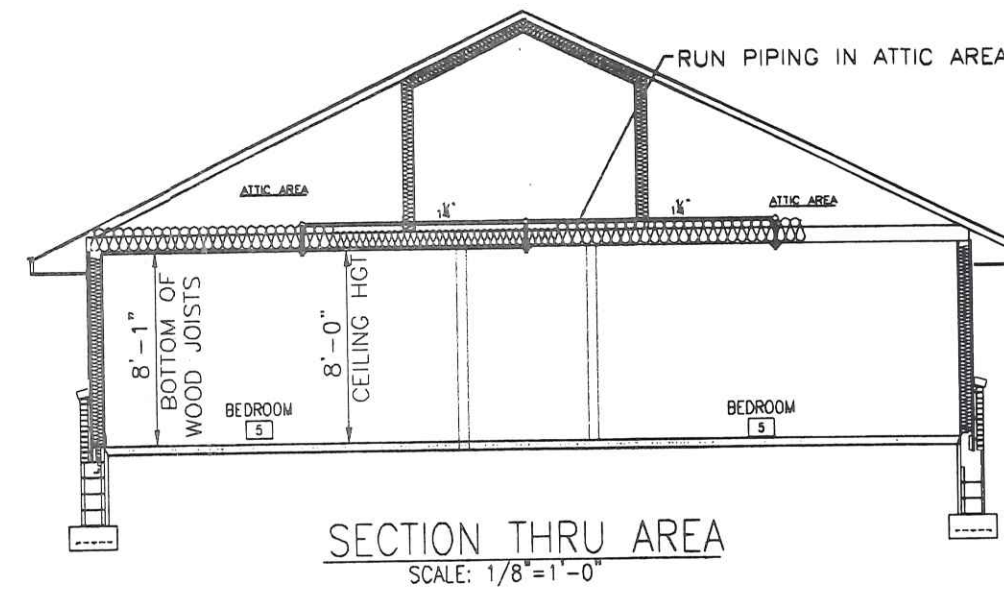 RUN PIPING IN ATTIC AREA
ATTIC AREA
1¼"
1¼"
ATTIC AREA
8'-1"
BOTTOM OF
WOOD JOISTS
8'-0"
CEILING HGT
BEDROOM
5
BEDROOM
5
SECTION THRU AREA
SCALE: 1/8"=1'-0"